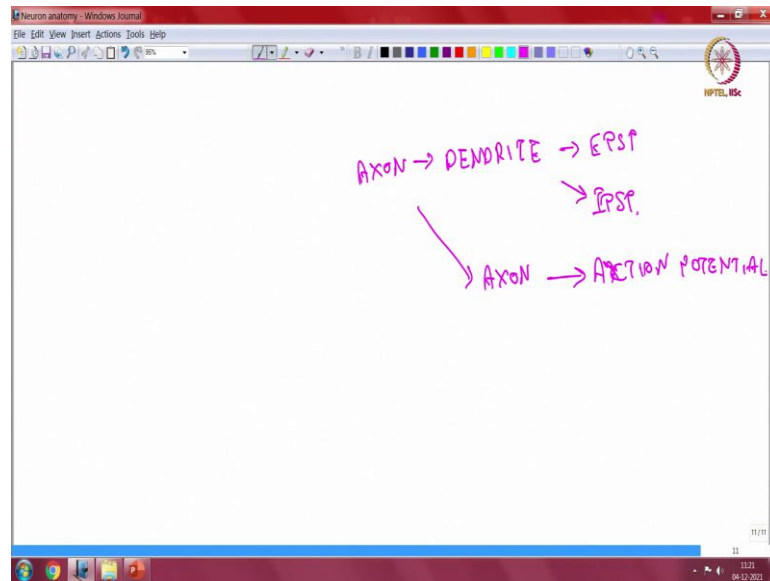 Neuron anatomy - Windows Journal
File Edit View Insert Actions Tools Help
95%
NPTEL, IISc
AXON → DENDRITE → EPSP
IPSP.
AXON → ACTION POTENTIAL
11/11
11
11:21
04-12-2021